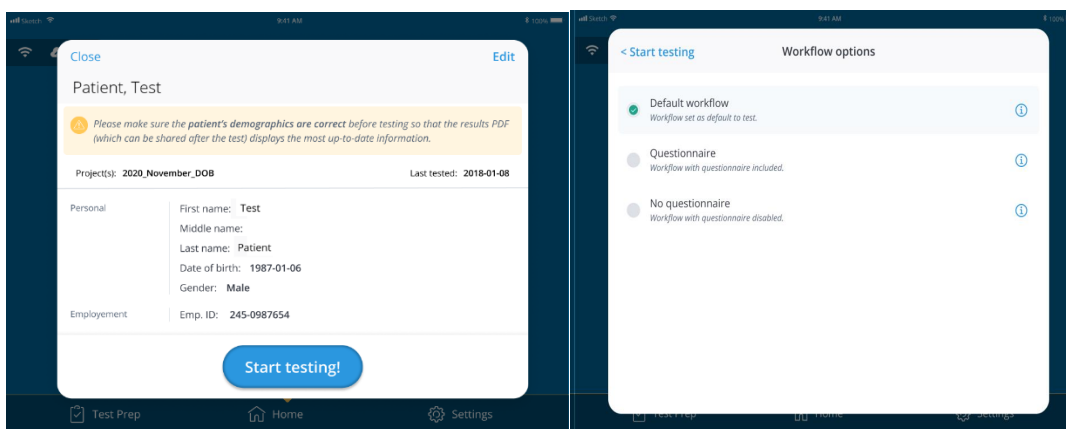 Sketch
9:41 AM
100%
Close
Edit
Patient, Test
Please make sure the patient's demographics are correct before testing so that the results PDF
(which can be shared after the test) displays the most up-to-date information.
Project(s): 2020_November_DOB
Last tested: 2018-01-08
Personal
First name: Test
Middle name:
Last name: Patient
Date of birth: 1987-01-06
Gender: Male
Employement
Emp. ID: 245-0987654
Start testing!
Test Prep
Home
Settings
Sketch
9:41 AM
100%
< Start testing
Workflow options
Default workflow
Workflow set as default to test.
Questionnaire
Workflow with questionnaire included.
No questionnaire
Workflow with questionnaire disabled.
Test Prep
Home
Settings